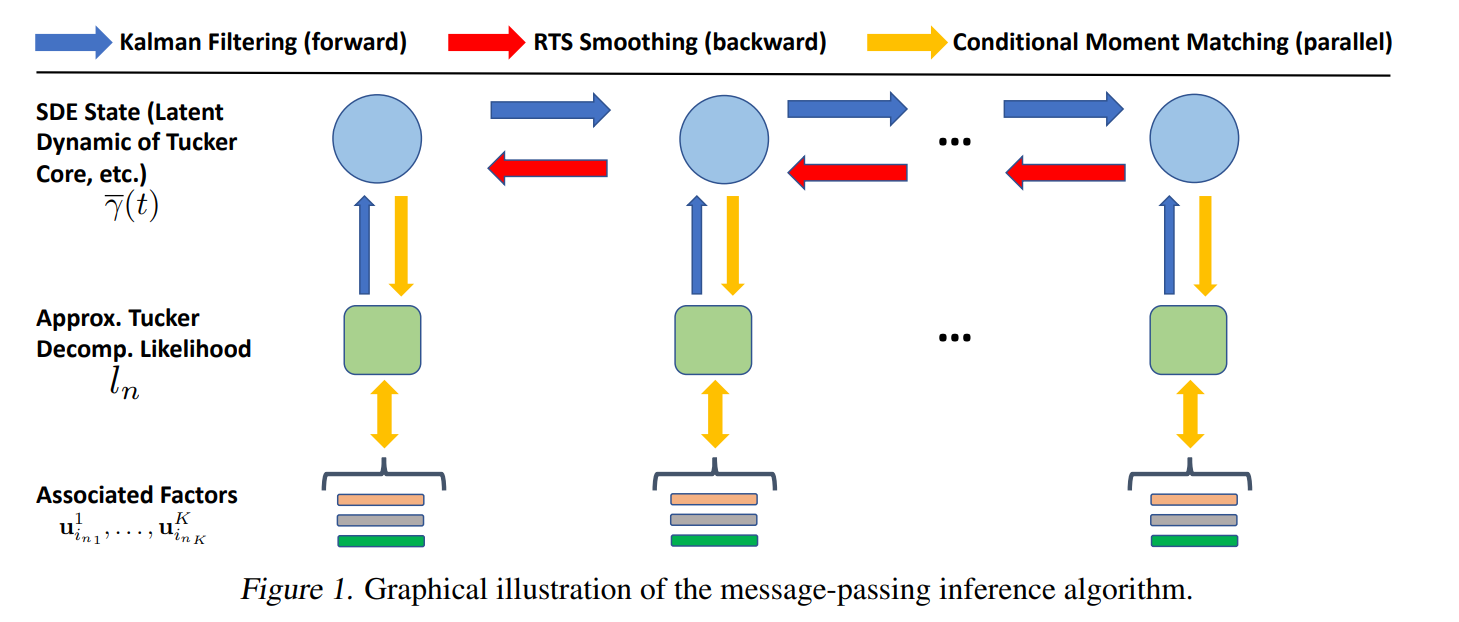 Kalman Filtering (forward) RTS Smoothing (backward) Conditional Moment Matching (parallel)
SDE State (Latent
Dynamic of Tucker
Core, etc.)
$\overline{\gamma}(t)$
...
Approx. Tucker
Decomp. Likelihood
$l_n$
...
Associated Factors
$\mathbf{u}^1_{i_{n_1}}, \ldots, \mathbf{u}^K_{i_{n_K}}$
Figure 1. Graphical illustration of the message-passing inference algorithm.